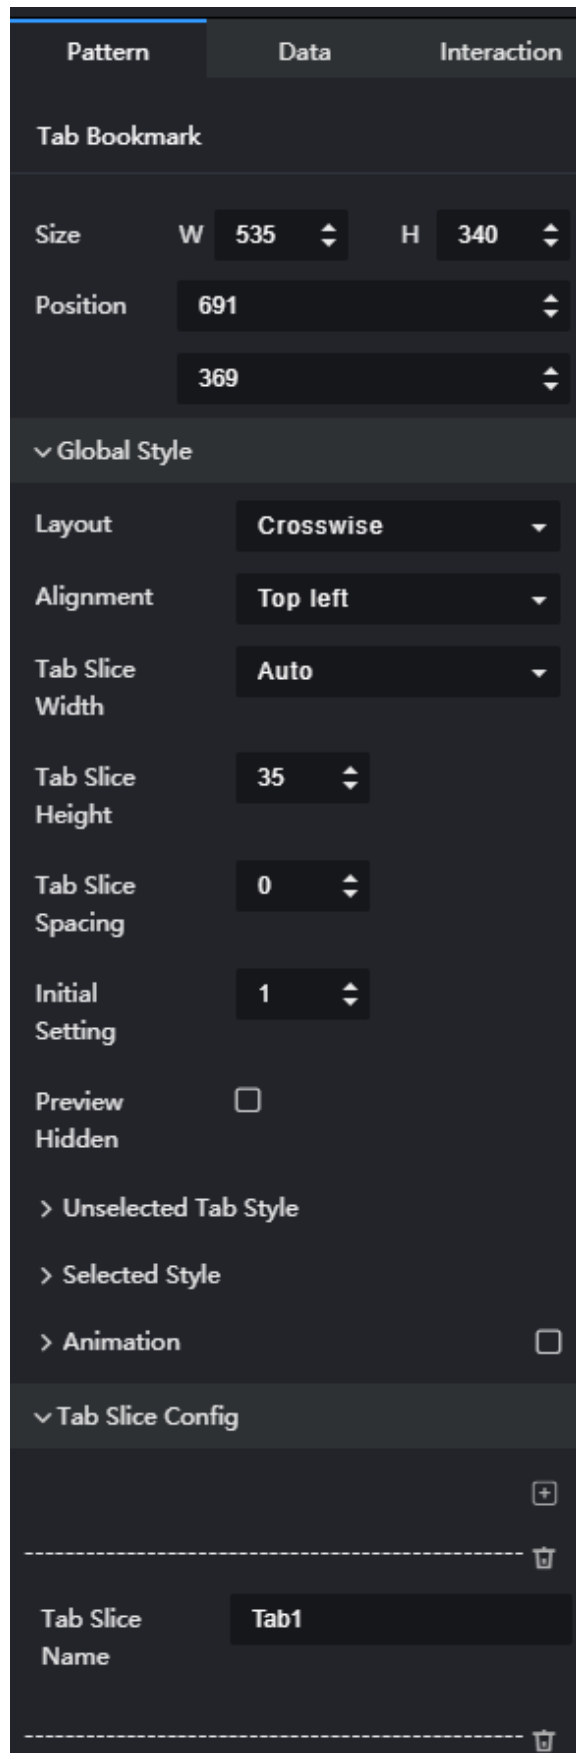 Pattern Data Interaction
Tab Bookmark
Size W 535 H 340
Position 691
369
Global Style
Layout Crosswise
Alignment Top left
Tab Slice Auto
Width
Tab Slice 35
Height
Tab Slice 0
Spacing
Initial 1
Setting
Preview
Hidden
Unselected Tab Style
Selected Style
Animation
Tab Slice Config
Tab Slice Tab1
Name